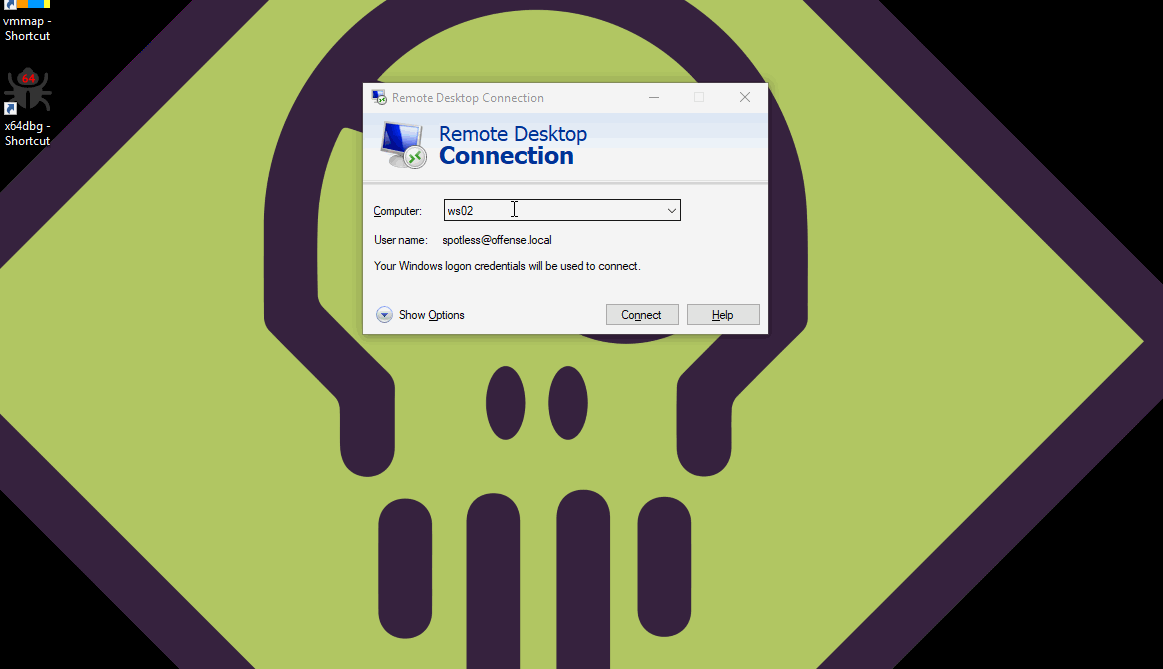 vmmap -
Shortcut
64
x64dbg -
Shortcut
Remote Desktop Connection
Remote Desktop
Connection
Computer: ws02
User name: spotless@offense.local
Your Windows logon credentials will be used to connect.
Show Options Connect Help